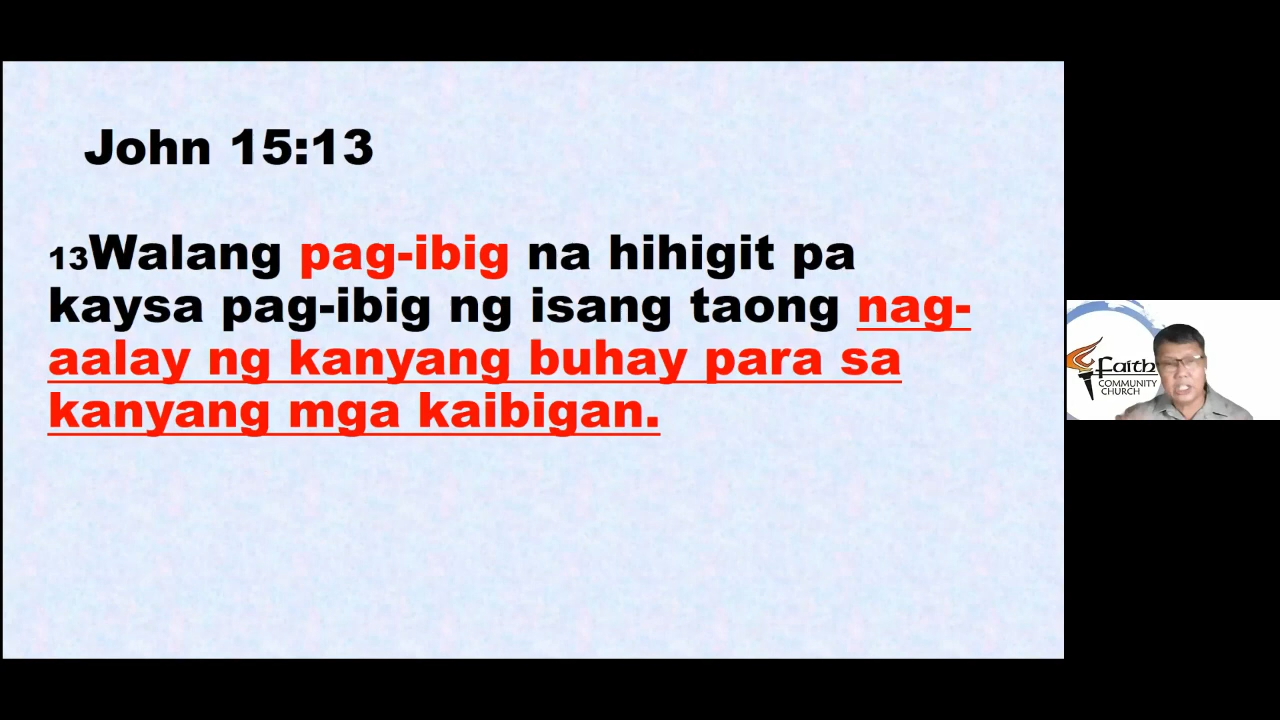 John 15:13
13Walang pag-ibig na hihigit pa
kaysa pag-ibig ng isang taong nag-
aalay ng kanyang buhay para sa
kanyang mga kaibigan.
Faith
COMMUNITY
CHURCH